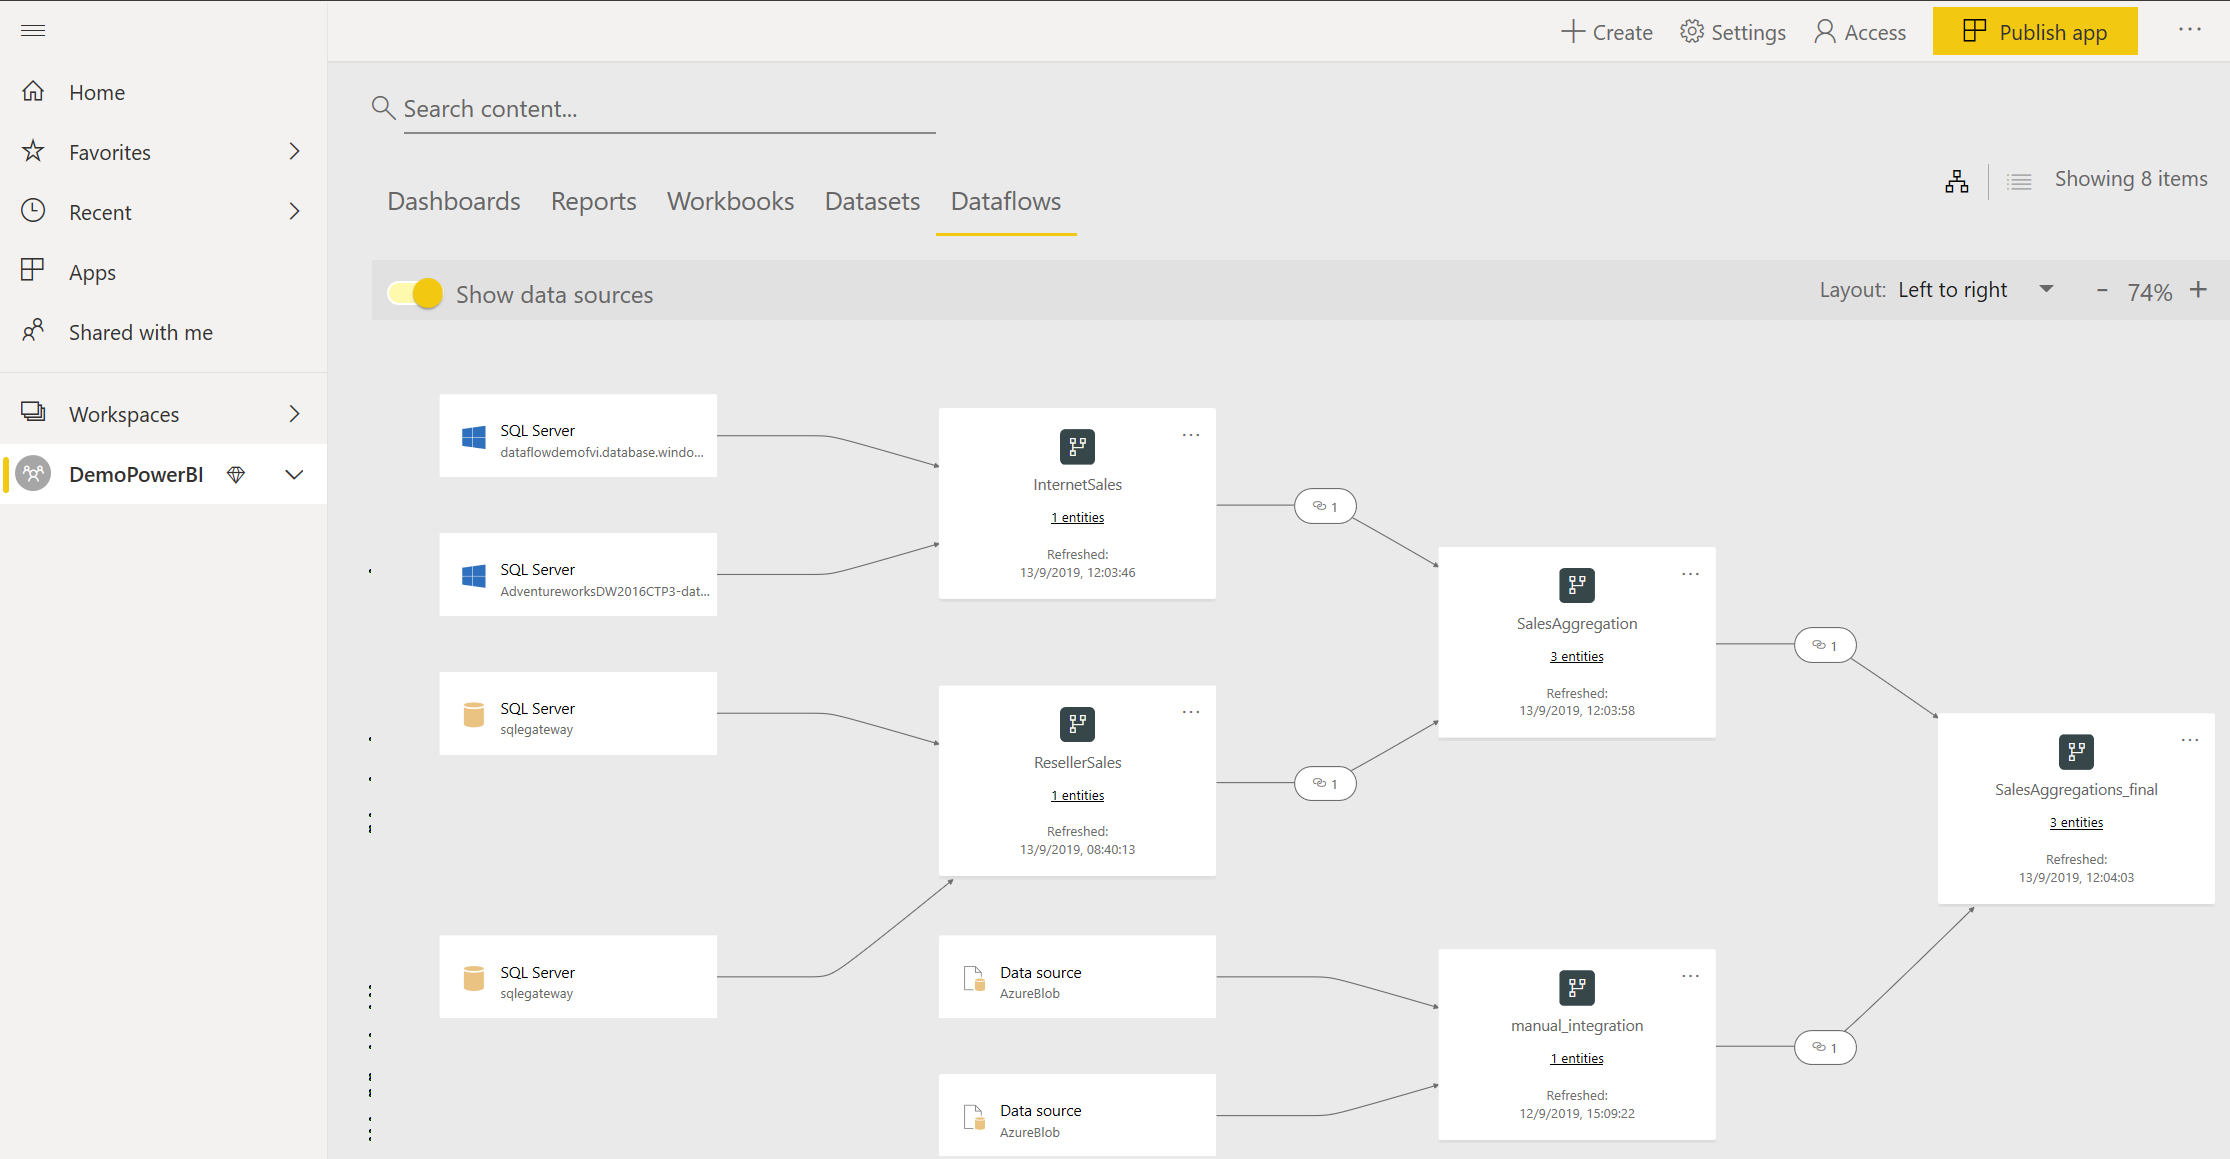 Create
Settings
Access
Publish app
Home
Favorites
Recent
Apps
Shared with me
Workspaces
DemoPowerBI
Search content...
Dashboards
Reports
Workbooks
Datasets
Dataflows
Showing 8 items
Show data sources
Layout: Left to right
- 74% +
SQL Server
dataflowdemofvi.database.windo...
SQL Server
AdventureworksDW2016CTP3-dat...
SQL Server
sqlegateway
SQL Server
sqlegateway
InternetSales
1 entities
Refreshed:
13/9/2019, 12:03:46
1
ResellerSales
1 entities
Refreshed:
13/9/2019, 08:40:13
1
Data source
AzureBlob
Data source
AzureBlob
SalesAggregation
3 entities
Refreshed:
13/9/2019, 12:03:58
1
manual_integration
1 entities
Refreshed:
12/9/2019, 15:09:22
1
SalesAggregations_final
3 entities
Refreshed:
13/9/2019, 12:04:03